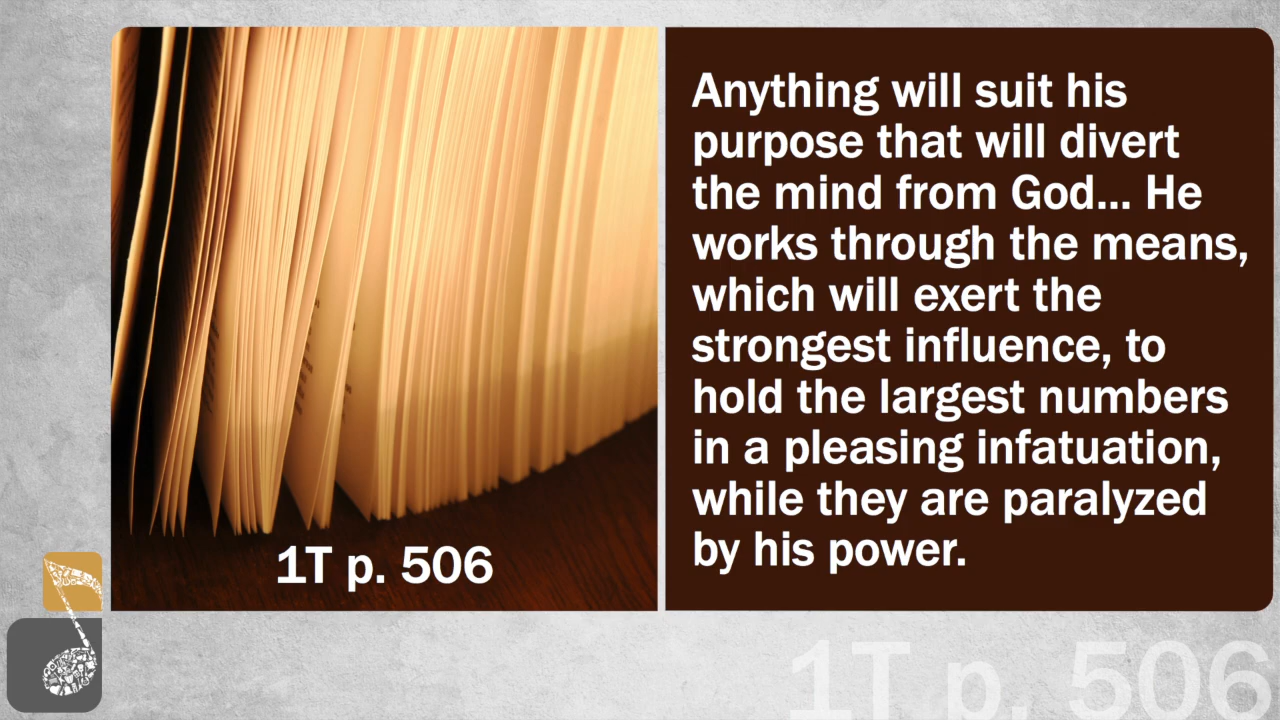 Anything will suit his
purpose that will divert
the mind from God... He
works through the means,
which will exert the
strongest influence, to
hold the largest numbers
in a pleasing infatuation,
while they are paralyzed
by his power.
1T p. 506
1T p. 506